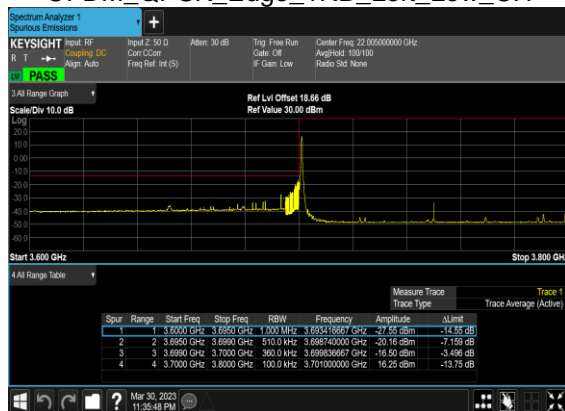 Spectrum Analyzer 1
Spurious Emissions
+
KEYSIGHT Input: RF Input Z: 50 Ω Atten: 30 dB Trig: Free Run Center Freq: 22.005000000 GHz
R T Coupling: DC Corr CCorr Gate: Off Avg|Hold: 100/100
Align: Auto Freq Ref: Int (S) IF Gain: Low Radio Std: None
PASS
3 All Range Graph
Ref Lvl Offset 18.66 dB
Scale/Div 10.0 dB Ref Value 30.00 dBm
Log
20.0
10.0
0.00
-10.0
-20.0
-30.0
-40.0
-50.0
-60.0
Start 3.600 GHz Stop 3.800 GH
4 All Range Table
Measure Trace Trace 1
Trace Type Trace Average (Active)
Spur Range Start Freq Stop Freq RBW Frequency Amplitude ΔLimit
1 1 3.6000 GHz 3.6950 GHz 1.000 MHz 3.693416667 GHz -27.55 dBm -14.55 dB
2 2 3.6950 GHz 3.6990 GHz 510.0 kHz 3.698740000 GHz -20.16 dBm -7.159 dB
3 3 3.6990 GHz 3.7000 GHz 360.0 kHz 3.699836667 GHz -16.50 dBm -3.496 dB
4 4 3.7000 GHz 3.8000 GHz 100.0 kHz 3.701000000 GHz 16.25 dBm -13.75 dB
? Mar 30, 2023
11:35:48 PM